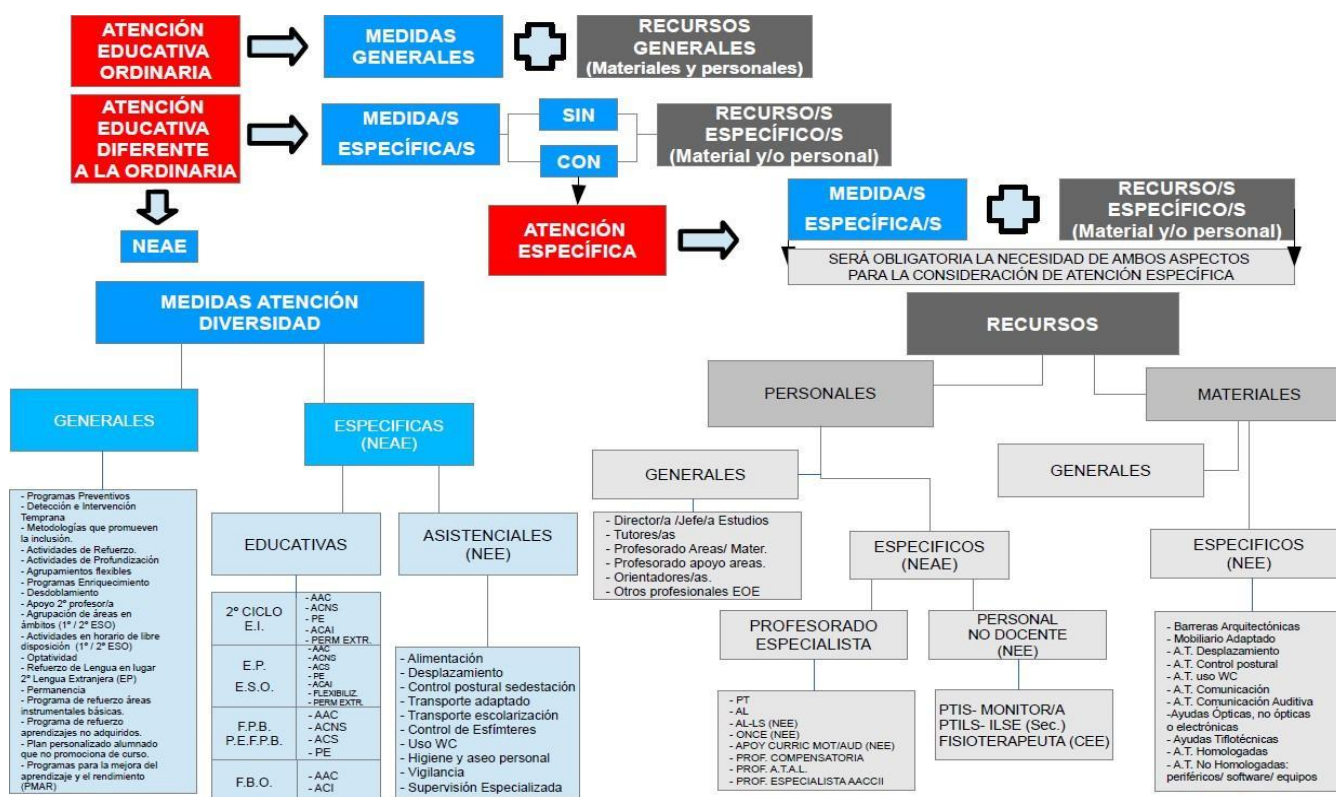 ATENCIÓN
EDUCATIVA
ORDINARIA
MEDIDAS
GENERALES
RECURSOS
GENERALES
(Materiales y personales)
ATENCIÓN
EDUCATIVA
DIFERENTE
A LA ORDINARIA
MEDIDA/S
ESPECÍFICA/S
SIN
CON
RECURSO/S
ESPECÍFICO/S
(Material y/o personal)
NEAE
ATENCIÓN
ESPECÍFICA
MEDIDA/S
ESPECÍFICA/S
RECURSO/S
ESPECÍFICO/S
(Material y/o personal)
SERÁ OBLIGATORIA LA NECESIDAD DE AMBOS ASPECTOS
PARA LA CONSIDERACIÓN DE ATENCIÓN ESPECÍFICA
MEDIDAS ATENCIÓN
DIVERSIDAD
GENERALES
- Programas Preventivos
- Detección e Intervención
Temprana
- Metodologías que promueven
la inclusión.
- Actividades de Refuerzo.
- Actividades de Profundización
- Agrupamientos flexibles
- Programas Enriquecimiento
- Desdoblamiento
- Apoyo 2º profesor/a
- Agrupación de áreas en
ámbitos (1º / 2º ESO)
- Actividades en horario de libre
disposición (1º / 2º ESO)
- Optatividad
- Refuerzo de Lengua en lugar
2ª Lengua Extranjera (EP)
- Permanencia
- Programa de refuerzo áreas
instrumentales básicas.
- Programa de refuerzo
aprendizajes no adquiridos.
- Plan personalizado alumnado
que no promociona de curso.
- Programas para la mejora del
aprendizaje y el rendimiento
(PMAR)
ESPECIFICAS
(NEAE)
EDUCATIVAS
2º CICLO
E.I.
- AAC
- ACNS
- PE
- ACAI
- PERM EXTR.
E.P.
E.S.O.
- AAC
- ACNS
- ACS
- PE
- ACAI
- FLEXIBILIZ.
- PERM EXTR.
F.P.B.
P.E.F.P.B.
- AAC
- ACNS
- ACS
- PE
F.B.O.
- AAC
- ACI
ASISTENCIALES
(NEE)
- Alimentación
- Desplazamiento
- Control postural sedestación
- Transporte adaptado
- Transporte escolarización
- Control de Esfínteres
- Uso WC
- Higiene y aseo personal
- Vigilancia
- Supervisión Especializada
RECURSOS
PERSONALES
GENERALES
- Director/a /Jefe/a Estudios
- Tutores/as
- Profesorado Areas/ Mater.
- Profesorado apoyo areas.
- Orientadores/as.
- Otros profesionales EOE
ESPECIFICOS
(NEAE)
PROFESORADO
ESPECIALISTA
- PT
- AL
- AL-LS (NEE)
- ONCE (NEE)
- APOY CURRIC MOT/AUD (NEE)
- PROF. COMPENSATORIA
- PROF. A.T.A.L.
- PROF. ESPECIALISTA AACCII
PERSONAL
NO DOCENTE
(NEE)
PTIS- MONITOR/A
PTILS- ILSE (Sec.)
FISIOTERAPEUTA (CEE)
MATERIALES
GENERALES
ESPECIFICOS
(NEE)
- Barreras Arquitectónicas
- Mobiliario Adaptado
- A.T. Desplazamiento
- A.T. Control postural
- A.T. uso WC
- A.T. Comunicación
- A.T. Comunicación Auditiva
-Ayudas Ópticas, no ópticas
o electrónicas
- Ayudas Tiflotécnicas
- A.T. Homologadas
- A.T. No Homologadas:
periféricos/ software/ equipos